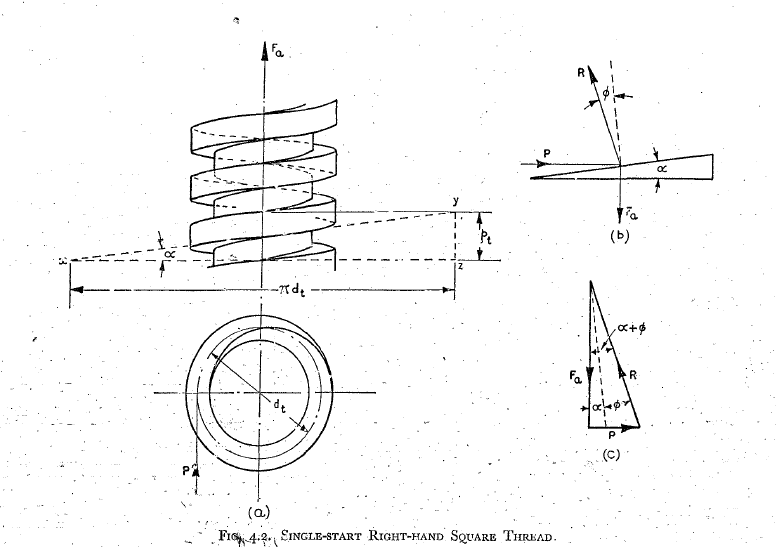 Fa
R
φ
P
α
Fa
(b)
y
pt
α
x
z
πdt
α+φ
Fa
R
dt
α
φ
P
(C)
P
(a)
FIG. 4.2. SINGLE-START RIGHT-HAND SQUARE THREAD.